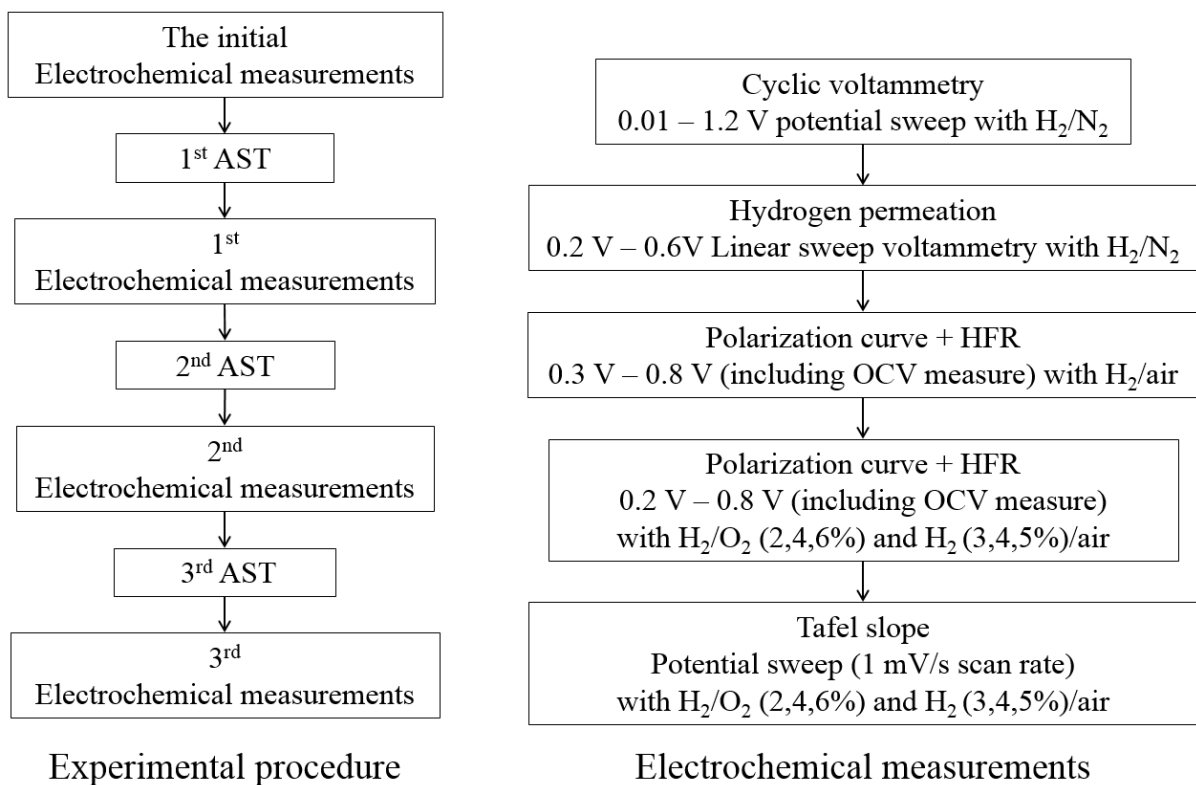 The initial
Electrochemical measurements
1st AST
1st
Electrochemical measurements
2nd AST
2nd
Electrochemical measurements
3rd AST
3rd
Electrochemical measurements
Experimental procedure
Cyclic voltammetry
0.01 – 1.2 V potential sweep with H2/N2
Hydrogen permeation
0.2 V – 0.6V Linear sweep voltammetry with H2/N2
Polarization curve + HFR
0.3 V – 0.8 V (including OCV measure) with H2/air
Polarization curve + HFR
0.2 V – 0.8 V (including OCV measure)
with H2/O2 (2,4,6%) and H2 (3,4,5%)/air
Tafel slope
Potential sweep (1 mV/s scan rate)
with H2/O2 (2,4,6%) and H2 (3,4,5%)/air
Electrochemical measurements